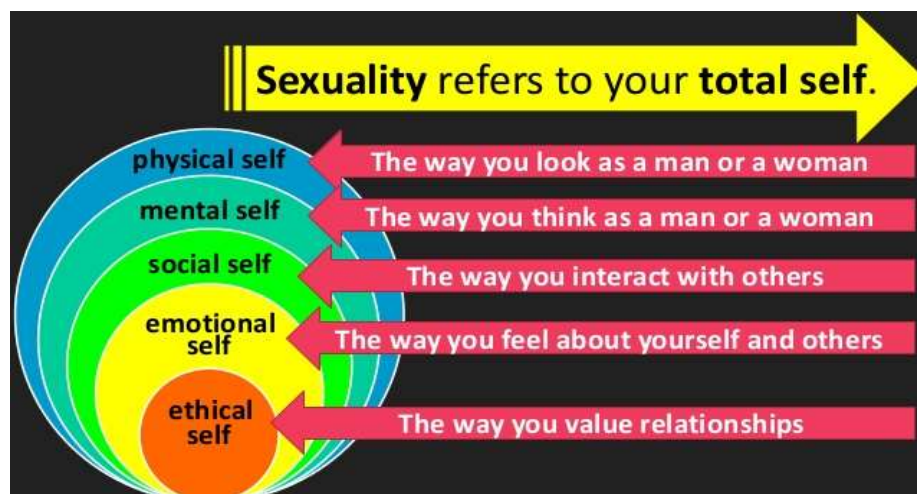 Sexuality refers to your total self.
physical self
The way you look as a man or a woman
mental self
The way you think as a man or a woman
social self
The way you interact with others
emotional
self
The way you feel about yourself and others
ethical
self
The way you value relationships